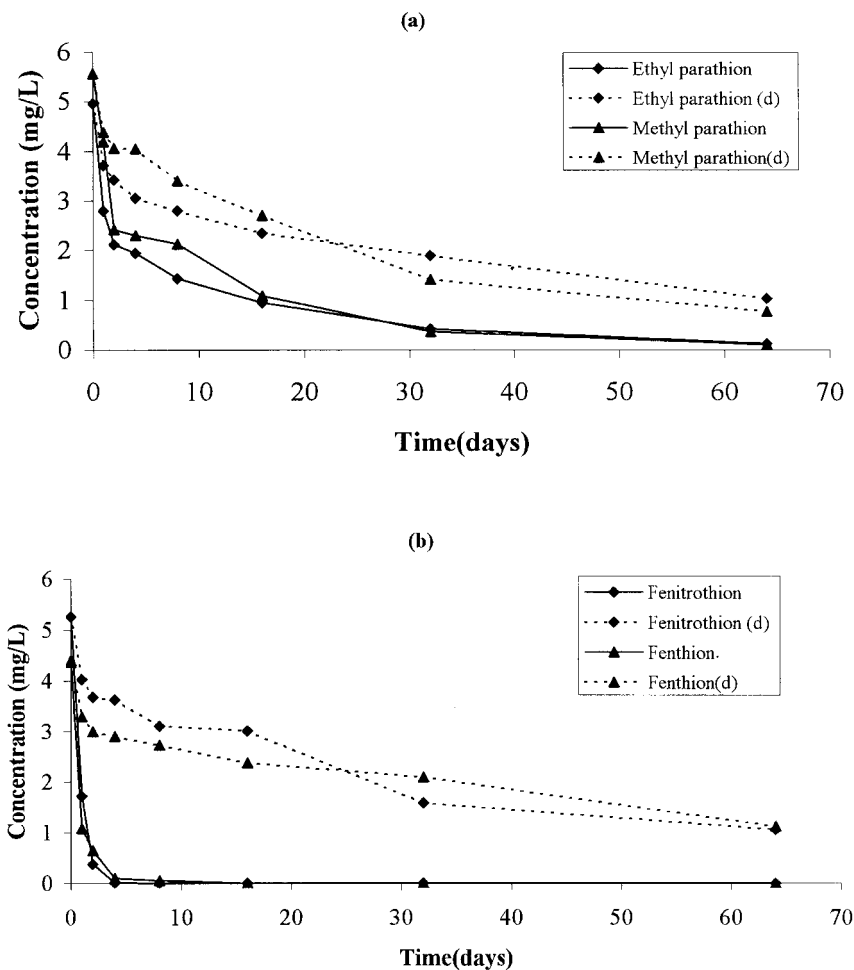 (a)
Concentration (mg/L)
6
5
4
3
2
1
0
Ethyl parathion
Ethyl parathion (d)
Methyl parathion
Methyl parathion(d)
0 10 20 30 40 50 60 70
Time(days)
(b)
Concentration (mg/L)
6
5
4
3
2
1
0
Fenitrothion
Fenitrothion (d)
Fenthion.
Fenthion(d)
0 10 20 30 40 50 60 70
Time(days)